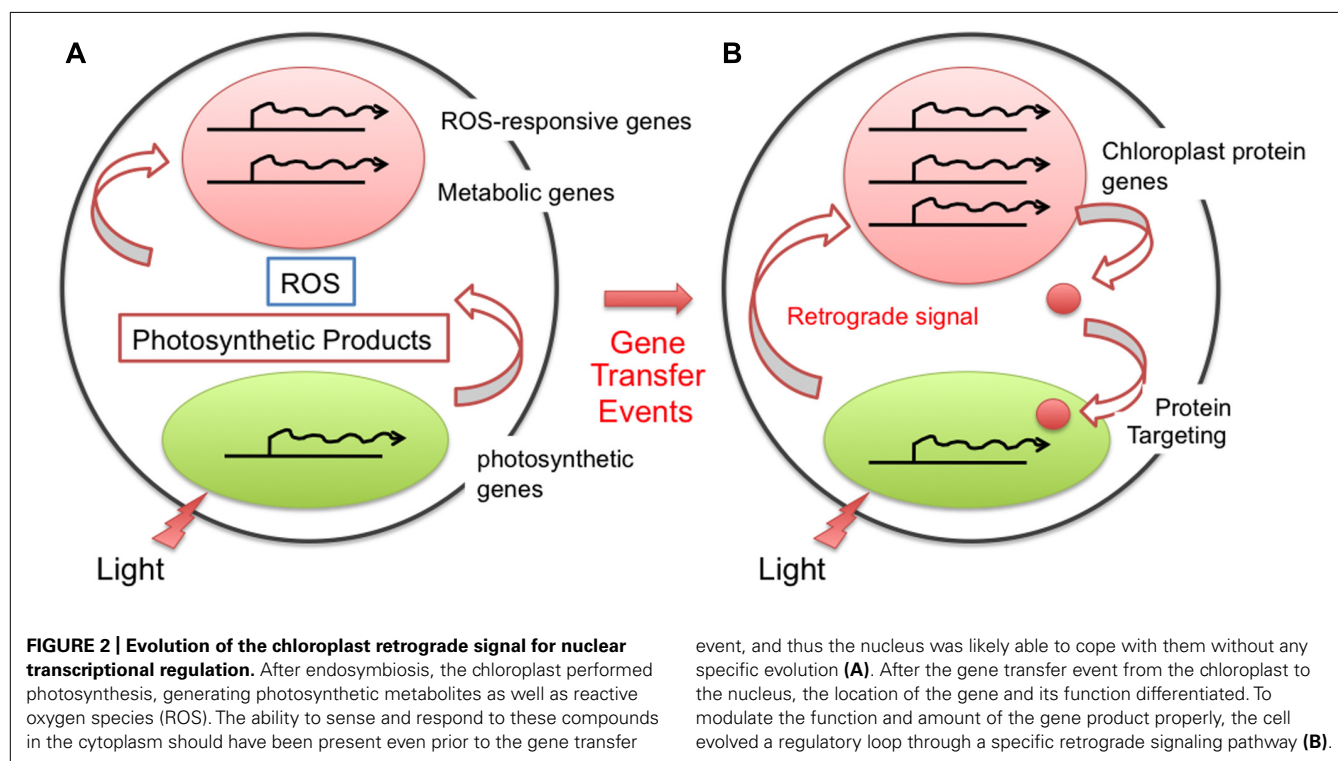 A
ROS-responsive genes
Metabolic genes
ROS
Photosynthetic Products
photosynthetic
genes
Light
Gene
Transfer
Events
B
Chloroplast protein
genes
Retrograde signal
Protein
Targeting
Light
FIGURE 2 | Evolution of the chloroplast retrograde signal for nuclear
transcriptional regulation. After endosymbiosis, the chloroplast performed
photosynthesis, generating photosynthetic metabolites as well as reactive
oxygen species (ROS). The ability to sense and respond to these compounds
in the cytoplasm should have been present even prior to the gene transfer
event, and thus the nucleus was likely able to cope with them without any
specific evolution (A). After the gene transfer event from the chloroplast to
the nucleus, the location of the gene and its function differentiated. To
modulate the function and amount of the gene product properly, the cell
evolved a regulatory loop through a specific retrograde signaling pathway (B).